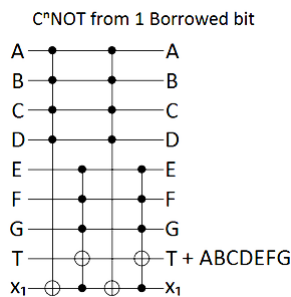 CⁿNOT from 1 Borrowed bit
A A
B B
C C
D D
E E
F F
G G
T T + ABCDEFG
X₁ X₁